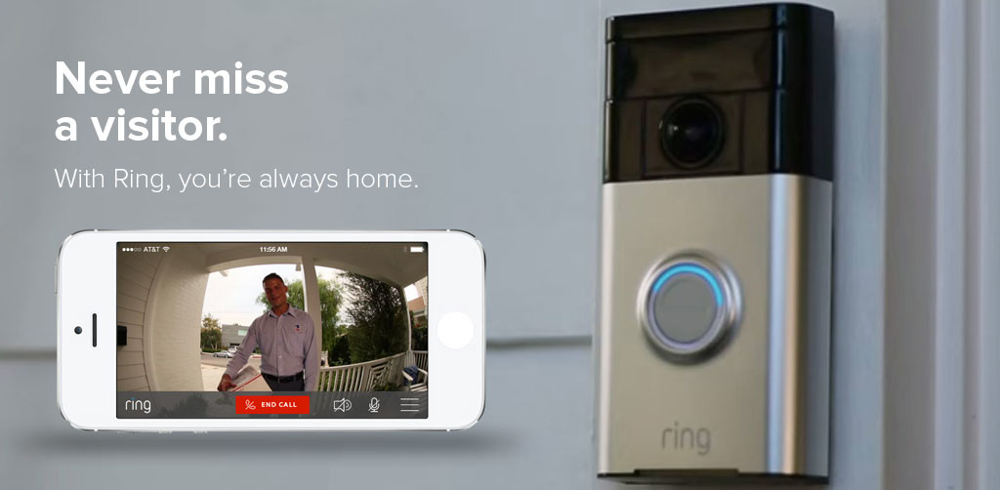 Never miss
a visitor.
With Ring, you’re always home.
AT&T
11:56 AM
ring
END CALL
ring